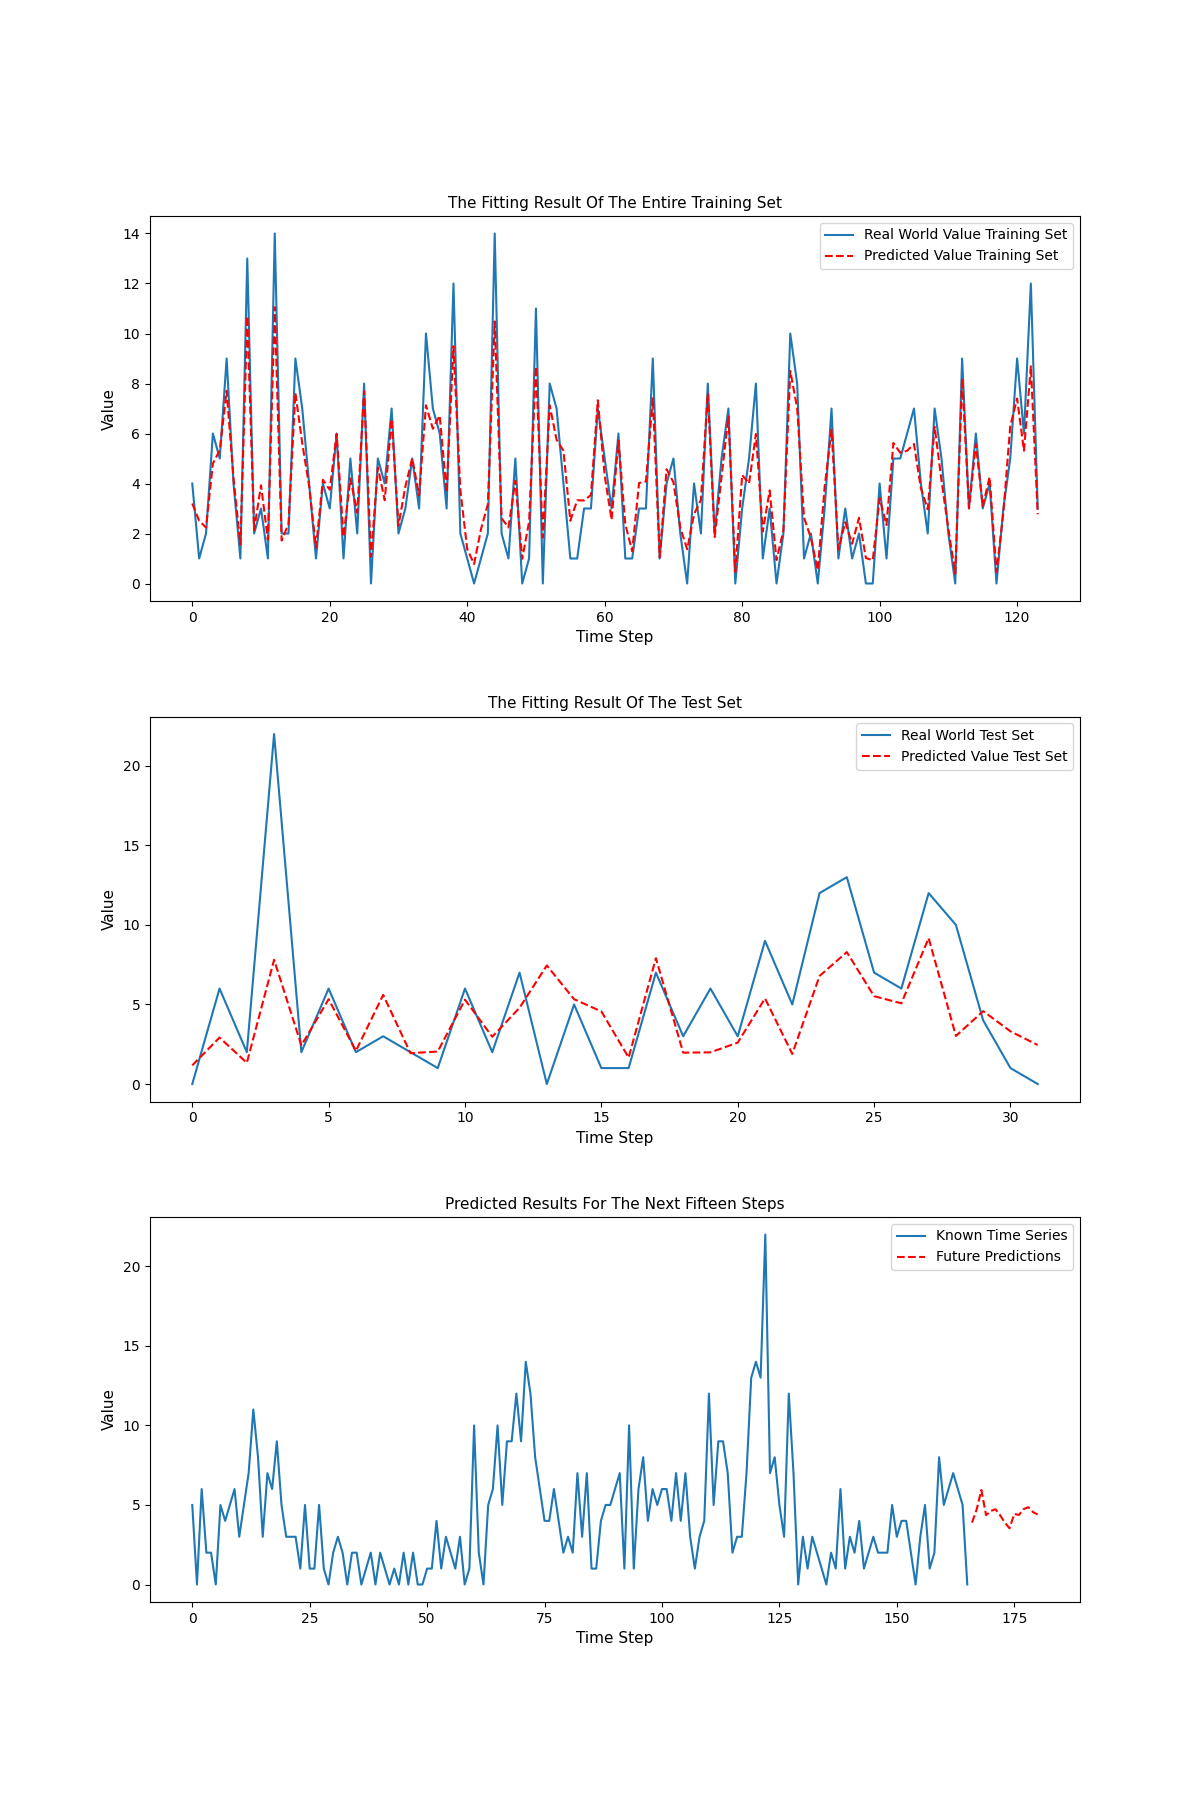 The Fitting Result Of The Entire Training Set
Real World Value Training Set
Predicted Value Training Set
Value
14
12
10
8
6
4
2
0
0 20 40 60 80 100 120
Time Step
The Fitting Result Of The Test Set
Real World Test Set
Predicted Value Test Set
Value
20
15
10
5
0
0 5 10 15 20 25 30
Time Step
Predicted Results For The Next Fifteen Steps
Known Time Series
Future Predictions
Value
20
15
10
5
0
0 25 50 75 100 125 150 175
Time Step